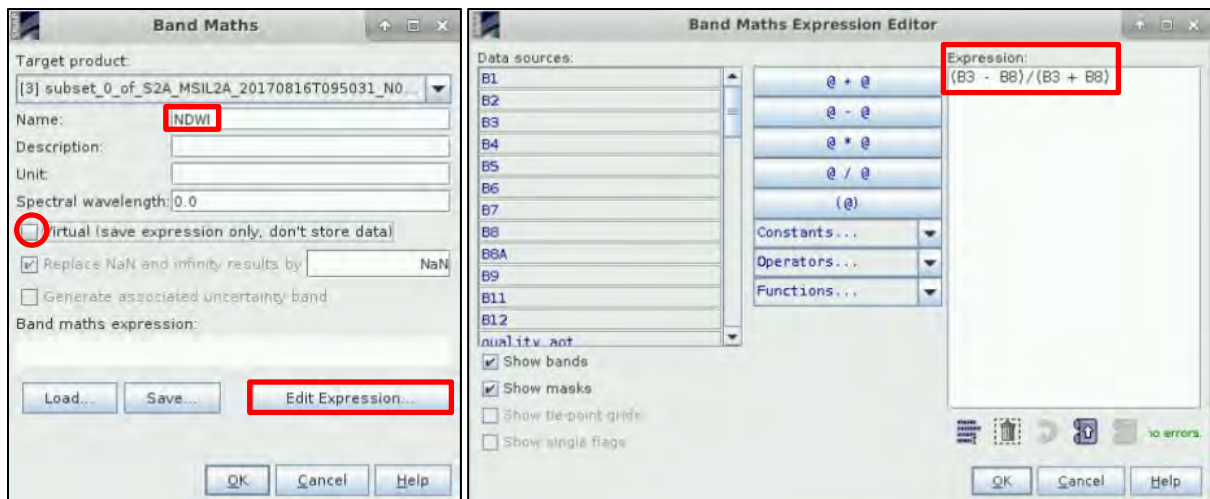 Band Maths
Target product:
[3] subset_0_of_S2A_MSIL2A_20170816T095031_N0...
Name: NDWI
Description:
Unit:
Spectral wavelength: 0.0
Virtual (save expression only, don't store data)
Replace NaN and infinity results by NaN
Generate associated uncertainty band
Band maths expression:
Load... Save... Edit Expression...
OK Cancel Help
Band Maths Expression Editor
Data sources:
B1
B2
B3
B4
B5
B6
B7
B8
B8A
B9
B11
B12
quality_aot
Show bands
Show masks
Show tie-point grids
Show single flags
@ + @
@ - @
@ * @
@ / @
(@)
Constants...
Operators...
Functions...
Expression:
(B3 - B8)/(B3 + B8)
no errors.
OK Cancel Help